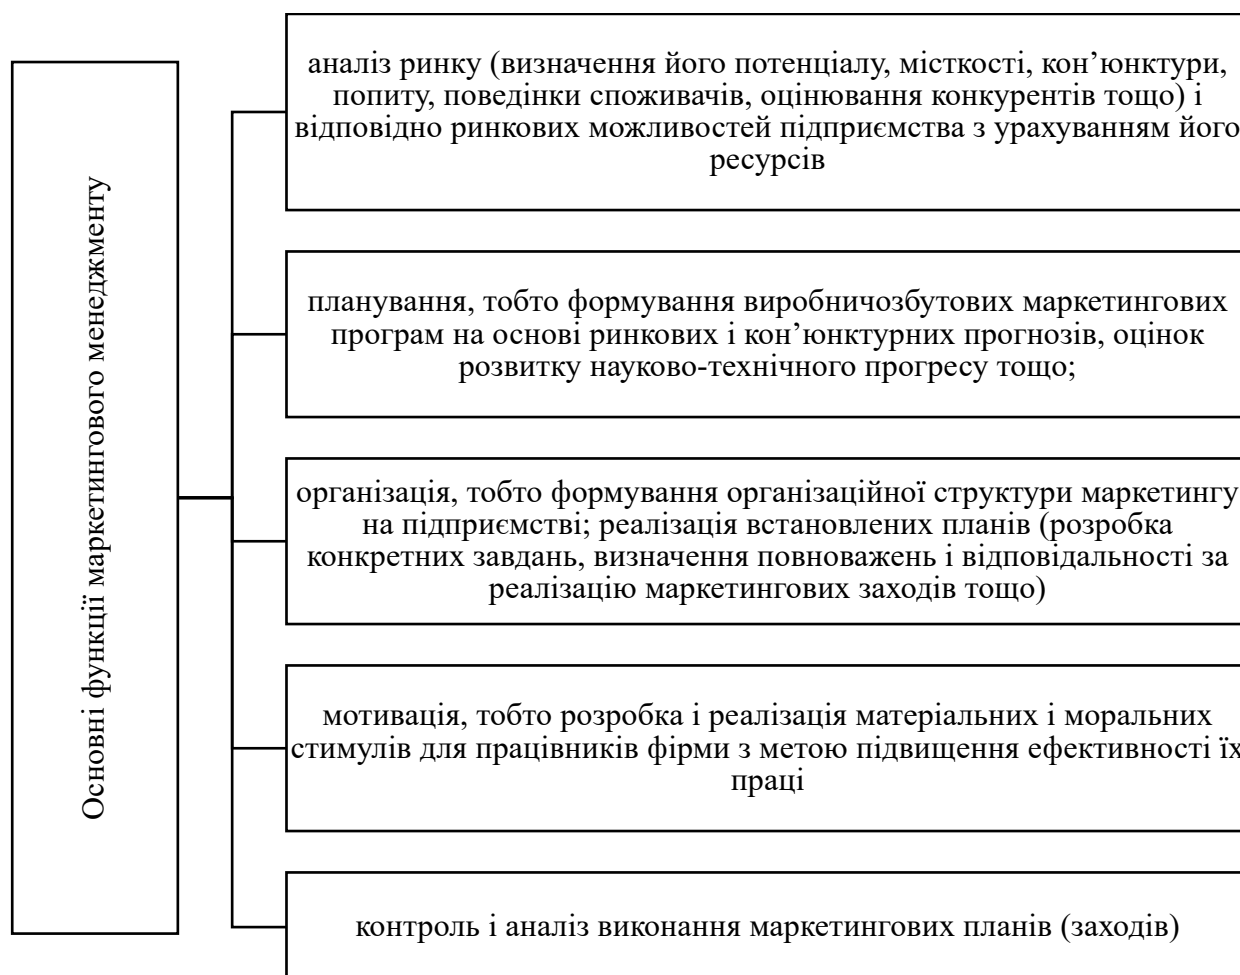 Основні функції маркетингового менеджменту
аналіз ринку (визначення його потенціалу, місткості, кон’юнктури,
попиту, поведінки споживачів, оцінювання конкурентів тощо) і
відповідно ринкових можливостей підприємства з урахуванням його
ресурсів
планування, тобто формування виробничозбутових маркетингових
програм на основі ринкових і кон’юнктурних прогнозів, оцінок
розвитку науково-технічного прогресу тощо;
організація, тобто формування організаційної структури маркетингу
на підприємстві; реалізація встановлених планів (розробка
конкретних завдань, визначення повноважень і відповідальності за
реалізацію маркетингових заходів тощо)
мотивація, тобто розробка і реалізація матеріальних і моральних
стимулів для працівників фірми з метою підвищення ефективності їх
праці
контроль і аналіз виконання маркетингових планів (заходів)